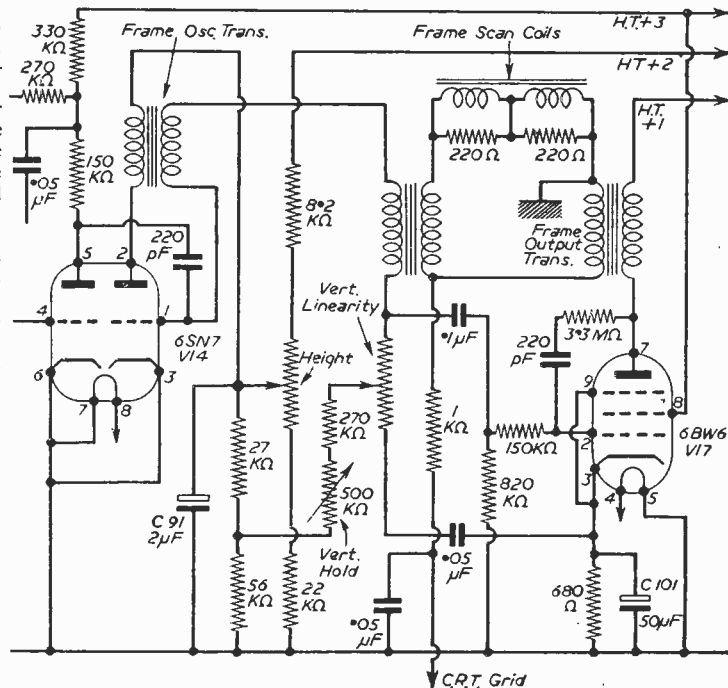 330
KΩ
Frame Osc. Trans.
Frame Scan Coils
H.T.+3
HT+2
H.T.
+1
270
KΩ
150
KΩ
•05
μF
220Ω
220Ω
8•2
KΩ
220
pF
Frame
Output
Trans.
Vert.
Linearity
5
2
4
1
6SN7
V14
6
3
7
8
Height
•1μF
3•3MΩ
220
pF
7
9
8
6BW6
V17
2
3
4
5
270
KΩ
27
KΩ
1
KΩ
150KΩ
820
KΩ
500
KΩ
C 91
2μF
Vert.
Hold
•05
μF
56
KΩ
22
KΩ
•05
μF
680
Ω
C 101
50μF
C.R.T. Grid